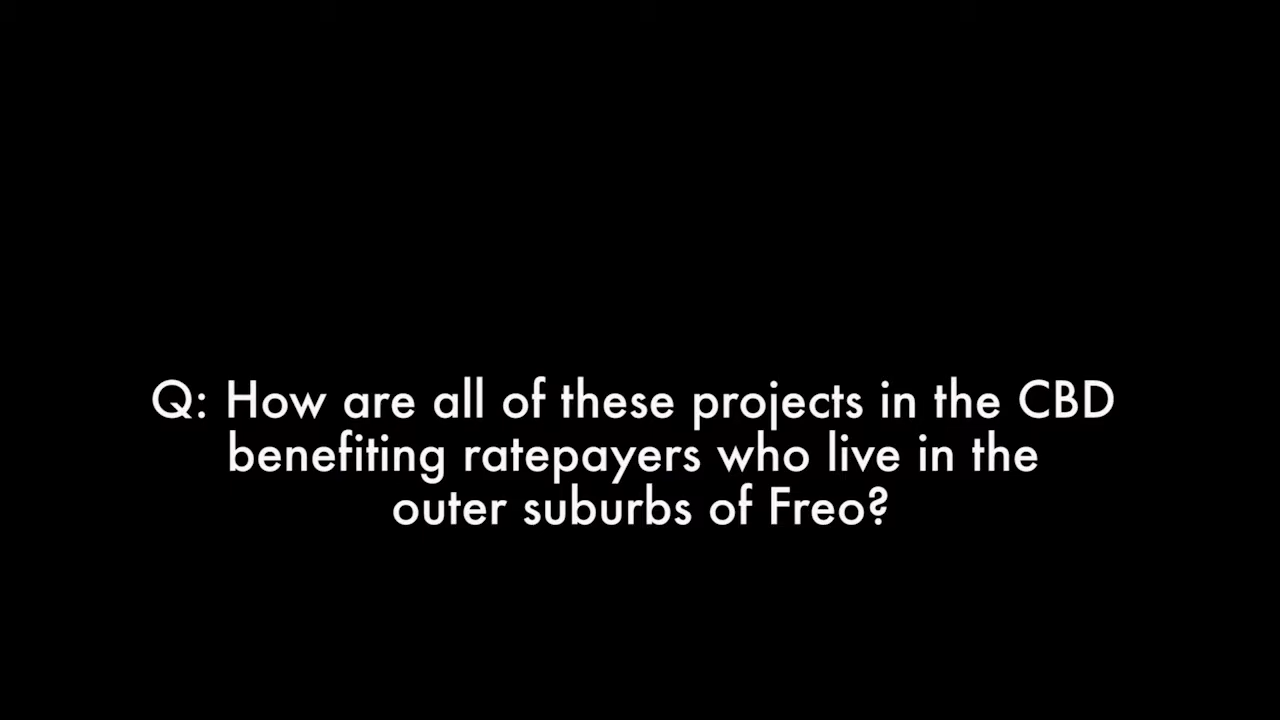 Q: How are all of these projects in the CBD
benefiting ratepayers who live in the
outer suburbs of Freo?